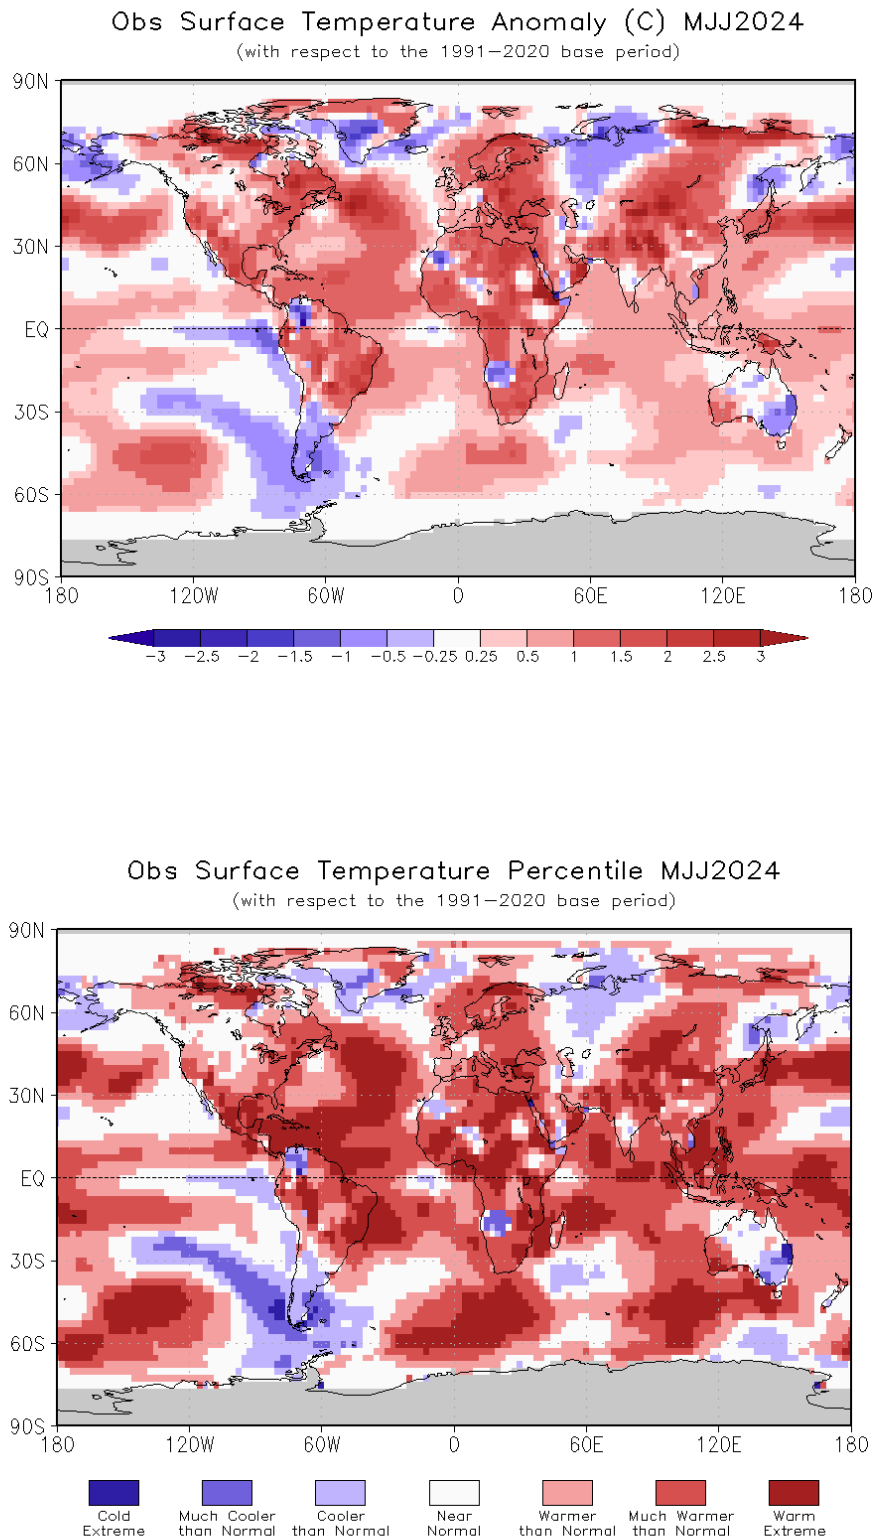 Obs Surface Temperature Anomaly (C) MJJ2024
(with respect to the 1991-2020 base period)
90N
60N
30N
EQ
30S
60S
90S
180 120W 60W 0 60E 120E 180
-3 -2.5 -2 -1.5 -1 -0.5 -0.25 0.25 0.5 1 1.5 2 2.5 3
Obs Surface Temperature Percentile MJJ2024
(with respect to the 1991-2020 base period)
90N
60N
30N
EQ
30S
60S
90S
180 120W 60W 0 60E 120E 180
Cold Much Cooler Cooler Near Warmer Much Warmer Warm
Extreme than Normal than Normal Normal than Normal than Normal Extreme